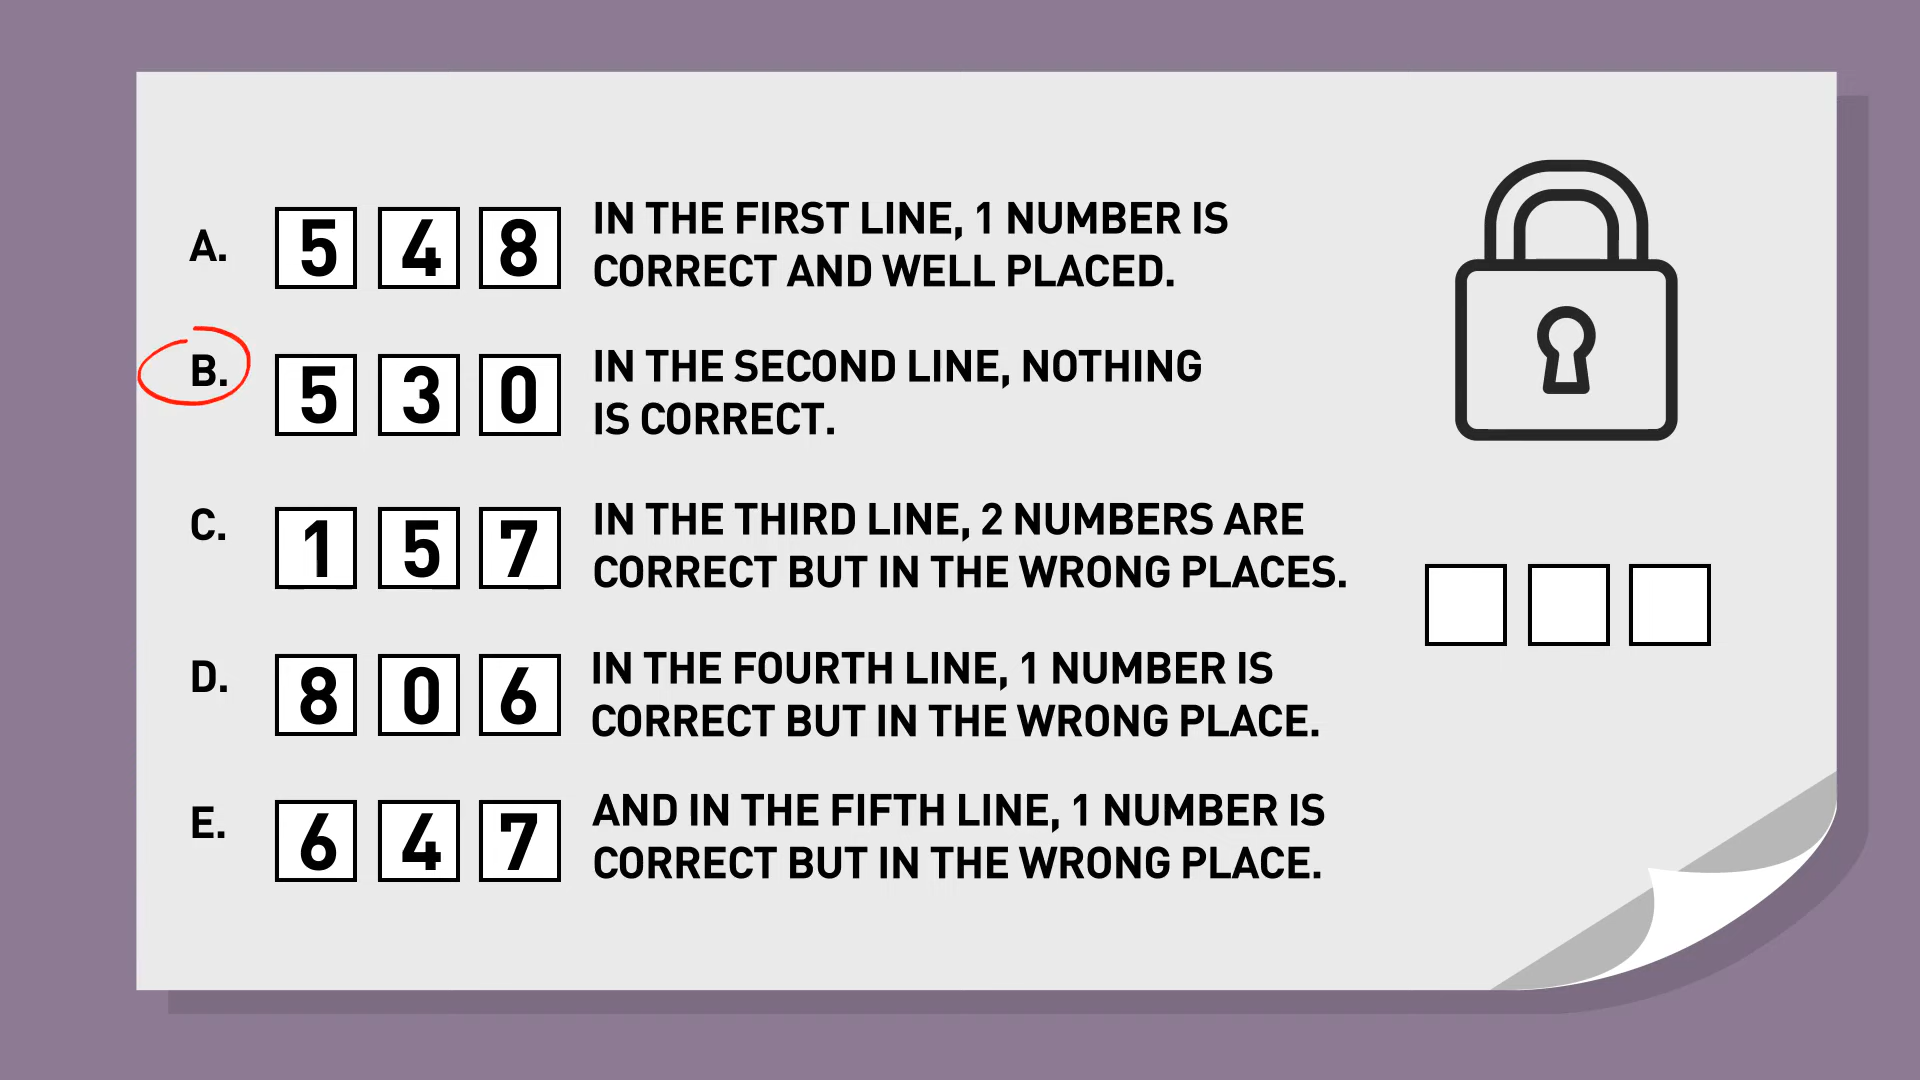 A. 5 4 8 IN THE FIRST LINE, 1 NUMBER IS
CORRECT AND WELL PLACED.
B. 5 3 0 IN THE SECOND LINE, NOTHING
IS CORRECT.
C. 1 5 7 IN THE THIRD LINE, 2 NUMBERS ARE
CORRECT BUT IN THE WRONG PLACES.
D. 8 0 6 IN THE FOURTH LINE, 1 NUMBER IS
CORRECT BUT IN THE WRONG PLACE.
E. 6 4 7 AND IN THE FIFTH LINE, 1 NUMBER IS
CORRECT BUT IN THE WRONG PLACE.